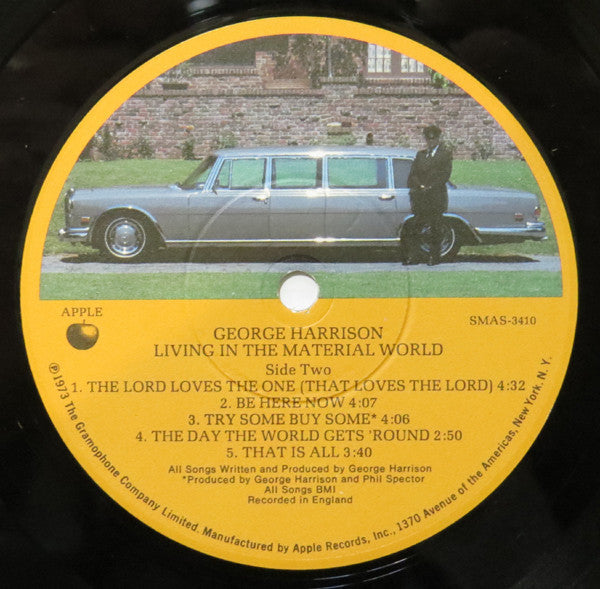 APPLE
SMAS-3410
GEORGE HARRISON
LIVING IN THE MATERIAL WORLD
Side Two
1. THE LORD LOVES THE ONE (THAT LOVES THE LORD) 4:32
2. BE HERE NOW 4:07
3. TRY SOME BUY SOME* 4:06
4. THE DAY THE WORLD GETS 'ROUND 2:50
5. THAT IS ALL 3:40
All Songs Written and Produced by George Harrison
*Produced by George Harrison and Phil Spector
All Songs BMI
Recorded in England
℗1973 The Gramophone Company Limited. Manufactured by Apple Records, Inc., 1370 Avenue of the Americas, New York, N. Y.